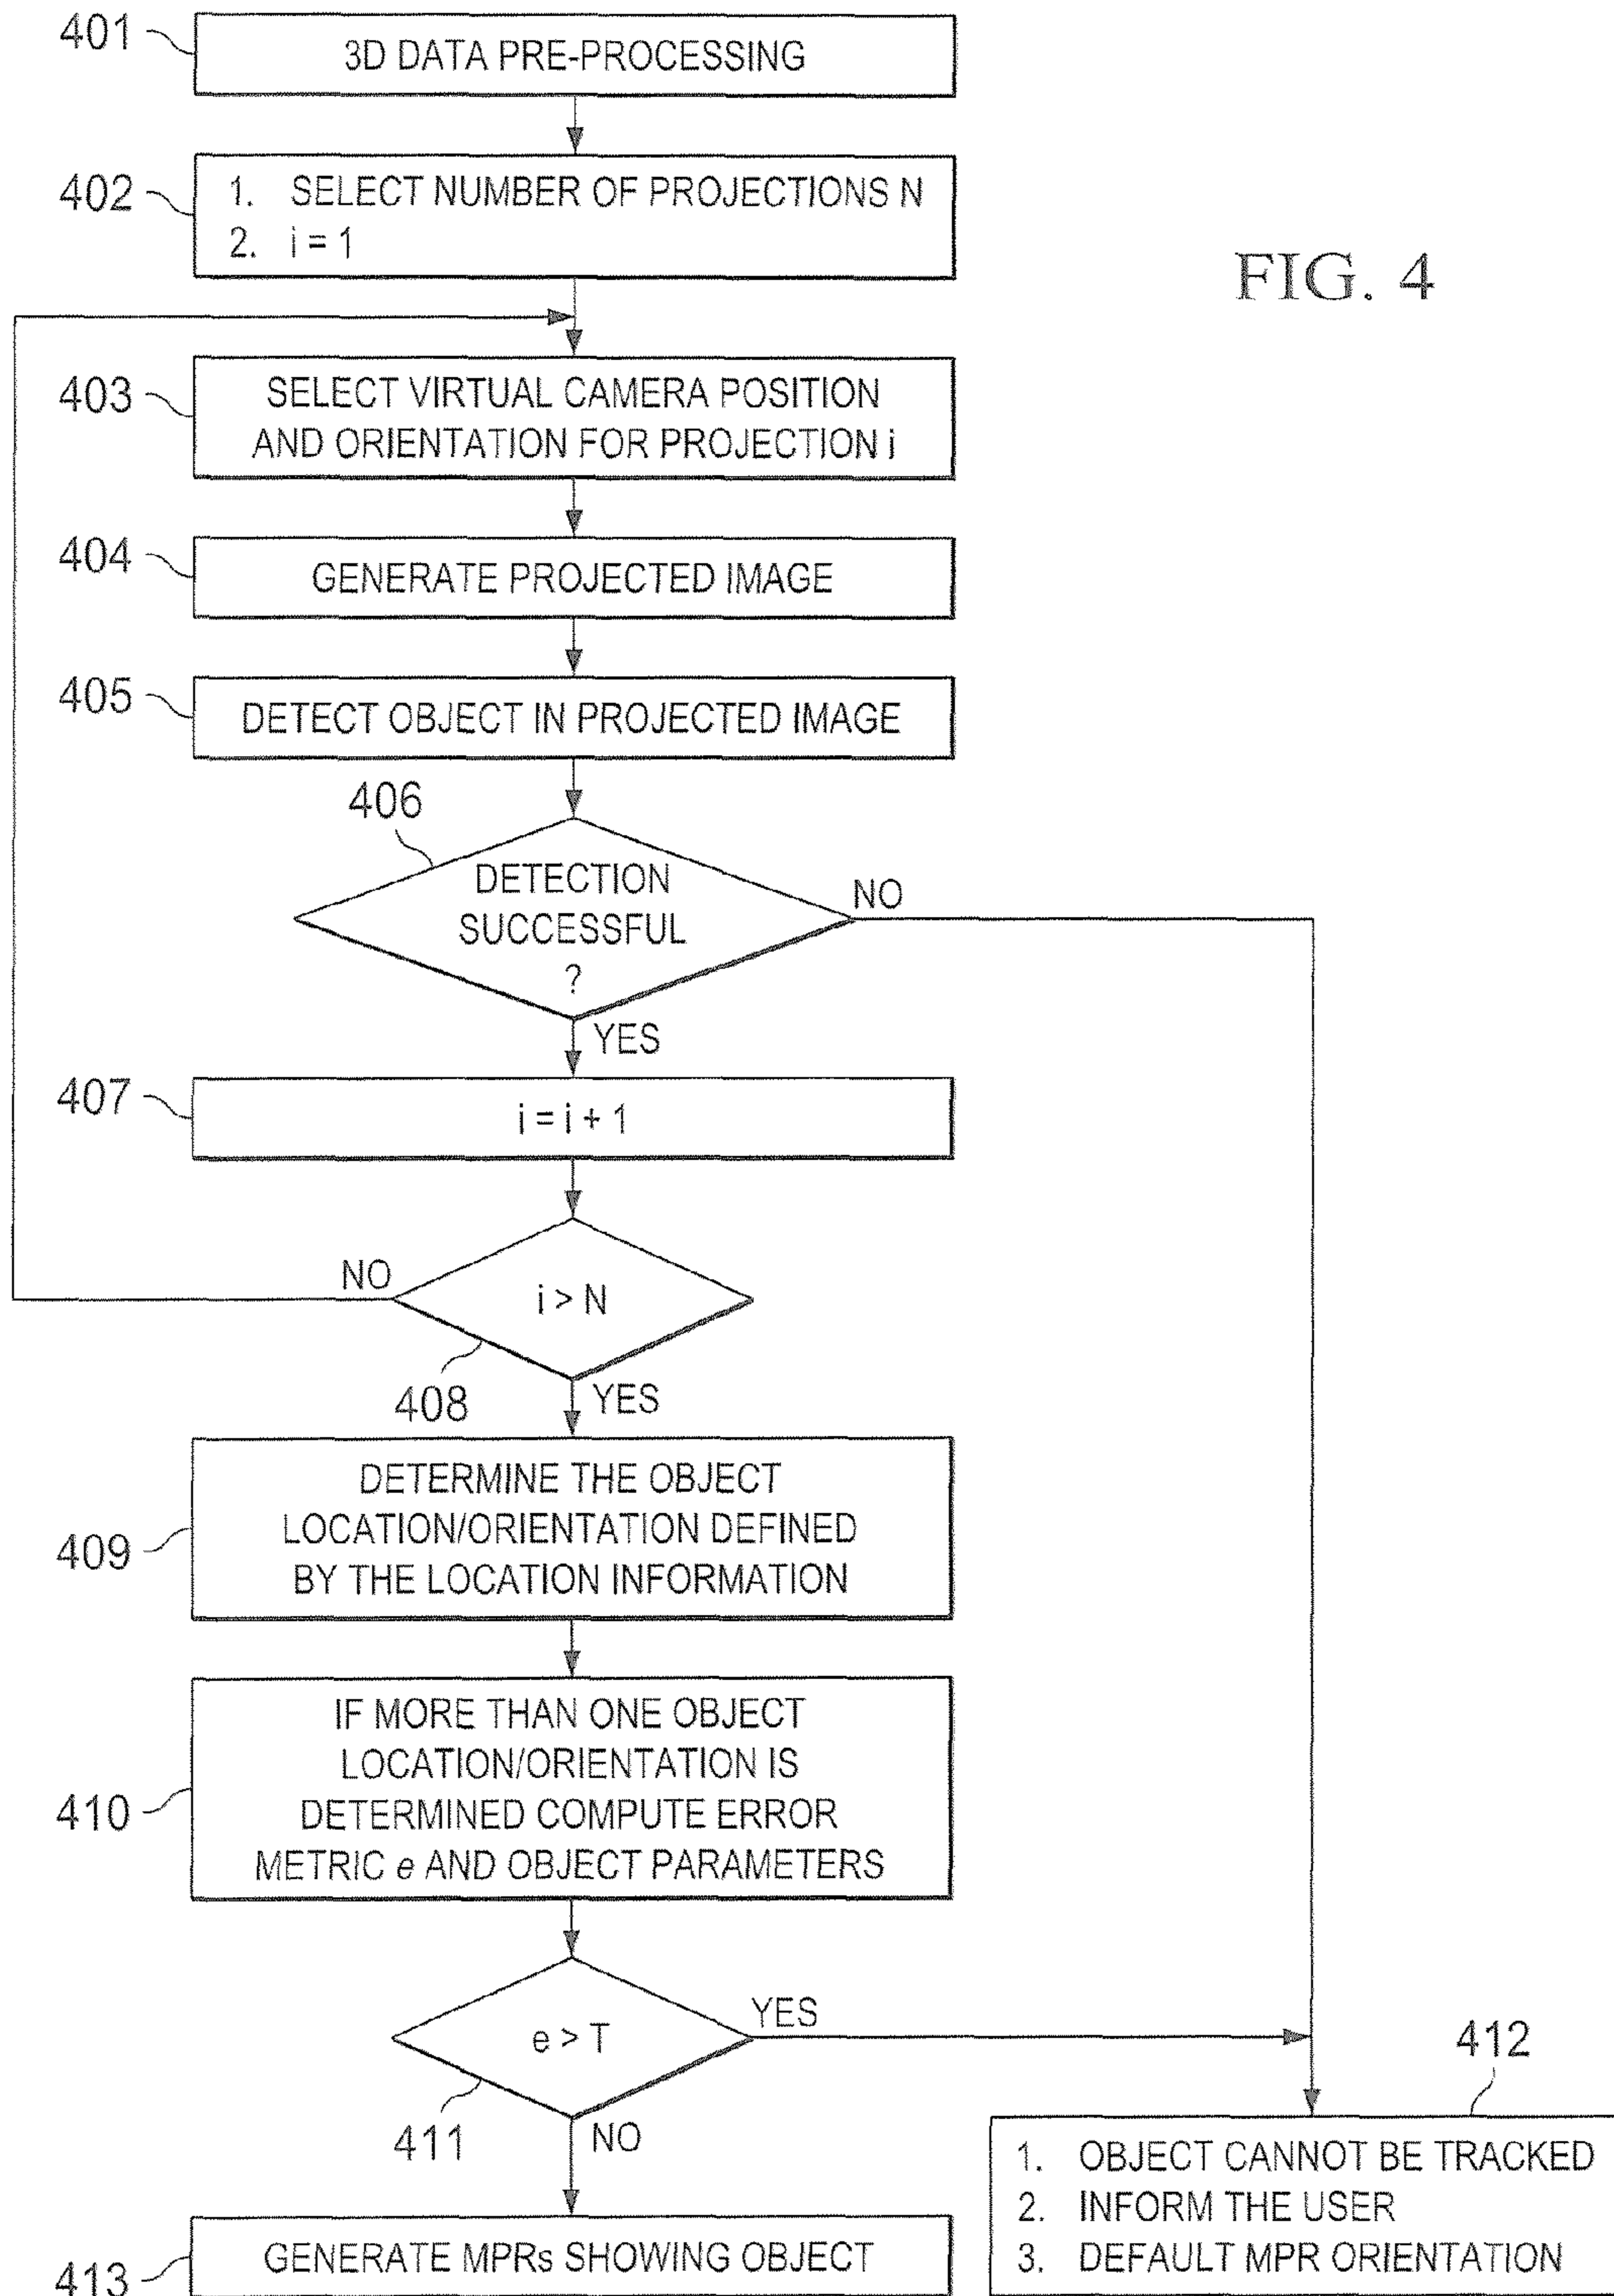 401
3D DATA PRE-PROCESSING
402
1. SELECT NUMBER OF PROJECTIONS N
2. i = 1
FIG. 4
403
SELECT VIRTUAL CAMERA POSITION
AND ORIENTATION FOR PROJECTION i
404
GENERATE PROJECTED IMAGE
405
DETECT OBJECT IN PROJECTED IMAGE
406
DETECTION
SUCCESSFUL
?
NO
YES
407
i = i + 1
NO
i > N
408
YES
409
DETERMINE THE OBJECT
LOCATION/ORIENTATION DEFINED
BY THE LOCATION INFORMATION
410
IF MORE THAN ONE OBJECT
LOCATION/ORIENTATION IS
DETERMINED COMPUTE ERROR
METRIC e AND OBJECT PARAMETERS
e > T
YES
411
NO
412
1. OBJECT CANNOT BE TRACKED
2. INFORM THE USER
3. DEFAULT MPR ORIENTATION
413
GENERATE MPRs SHOWING OBJECT